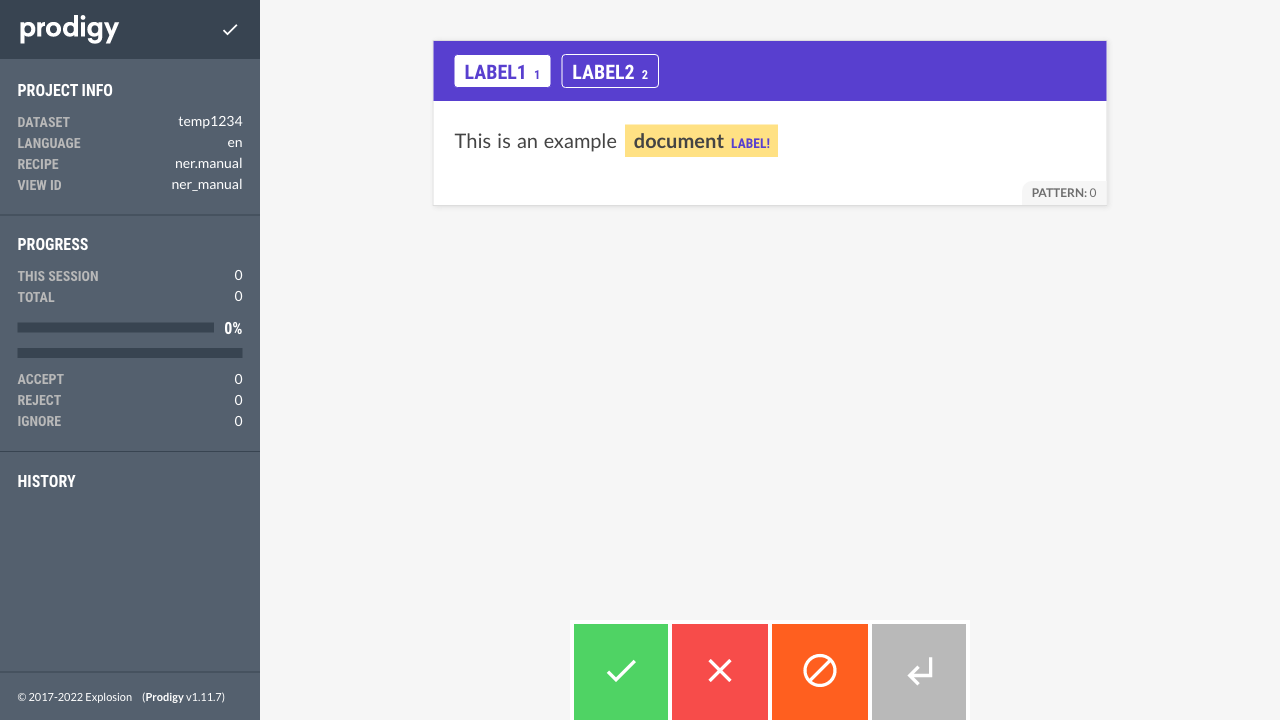 prodigy
PROJECT INFO
DATASET temp1234
LANGUAGE en
RECIPE ner.manual
VIEW ID ner_manual
PROGRESS
THIS SESSION 0
TOTAL 0
0%
ACCEPT 0
REJECT 0
IGNORE 0
HISTORY
© 2017-2022 Explosion (Prodigy v1.11.7)
LABEL1 1 LABEL2 2
This is an example document LABEL!
PATTERN: 0